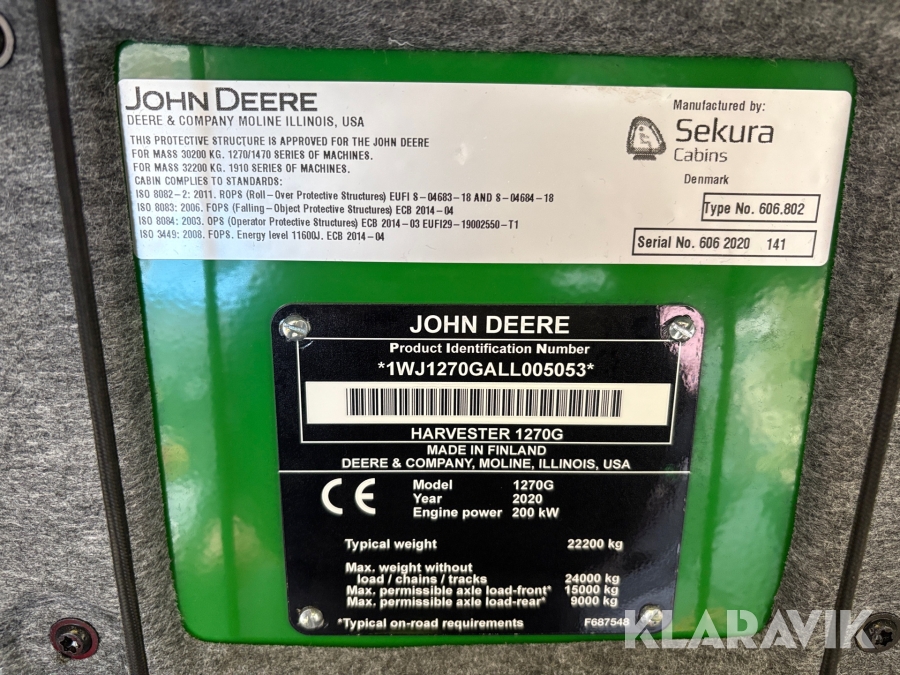 JOHN DEERE
DEERE & COMPANY MOLINE ILLINOIS, USA
THIS PROTECTIVE STRUCTURE IS APPROVED FOR THE JOHN DEERE
FOR MASS 30200 KG. 1270/1470 SERIES OF MACHINES.
FOR MASS 32200 KG. 1910 SERIES OF MACHINES.
CABIN COMPLIES TO STANDARDS:
ISO 8082-2: 2011. ROPS (Roll-Over Protective Structures) EUFI S-04683-18 AND S-04684-18
ISO 8083: 2006. FOPS (Falling-Object Protective Structures) ECB 2014-04
ISO 8084: 2003. OPS (Operator Protective Structures) ECB 2014-03 EUFI29-19002550-T1
ISO 3449: 2008. FOPS. Energy level 11600J. ECB 2014-04
Manufactured by:
Sekura
Cabins
Denmark
Type No. 606.802
Serial No. 606 2020 141
JOHN DEERE
Product Identification Number
*1WJ1270GALL005053*
HARVESTER 1270G
MADE IN FINLAND
DEERE & COMPANY, MOLINE, ILLINOIS, USA
CE
Model 1270G
Year 2020
Engine power 200 kW
Typical weight 22200 kg
Max. weight without
load / chains / tracks 24000 kg
Max. permissible axle load-front* 15000 kg
Max. permissible axle load-rear* 9000 kg
*Typical on-road requirements F687548
KLARAVIK